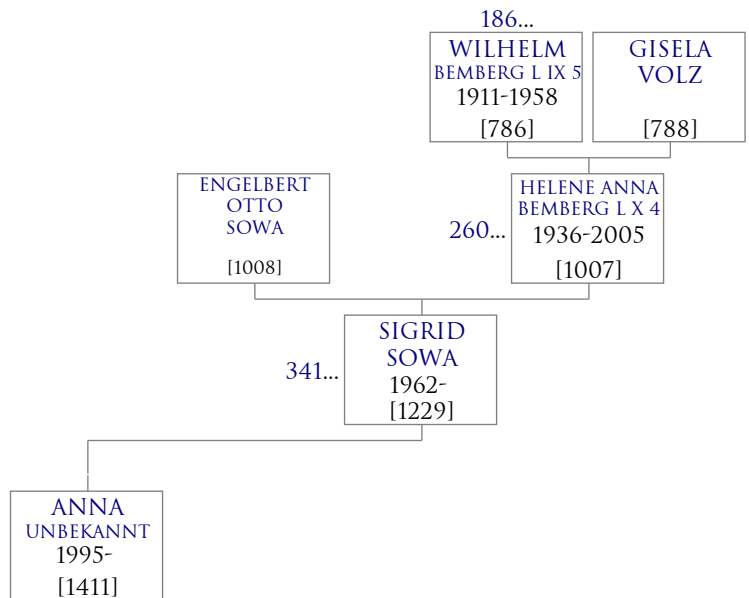 186...
WILHELM
BEMBERG L IX 5
1911-1958
[786]
GISELA
VOLZ
[788]
ENGELBERT
OTTO
SOWA
[1008]
260...
HELENE ANNA
BEMBERG L X 4
1936-2005
[1007]
341...
SIGRID
SOWA
1962-
[1229]
ANNA
UNBEKANNT
1995-
[1411]